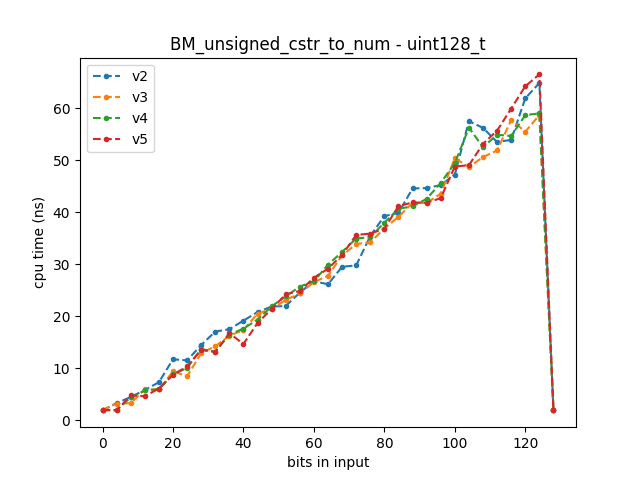 BM_unsigned_cstr_to_num - uint128_t
v2
v3
v4
v5
cpu time (ns)
60
50
40
30
20
10
0
0 20 40 60 80 100 120
bits in input